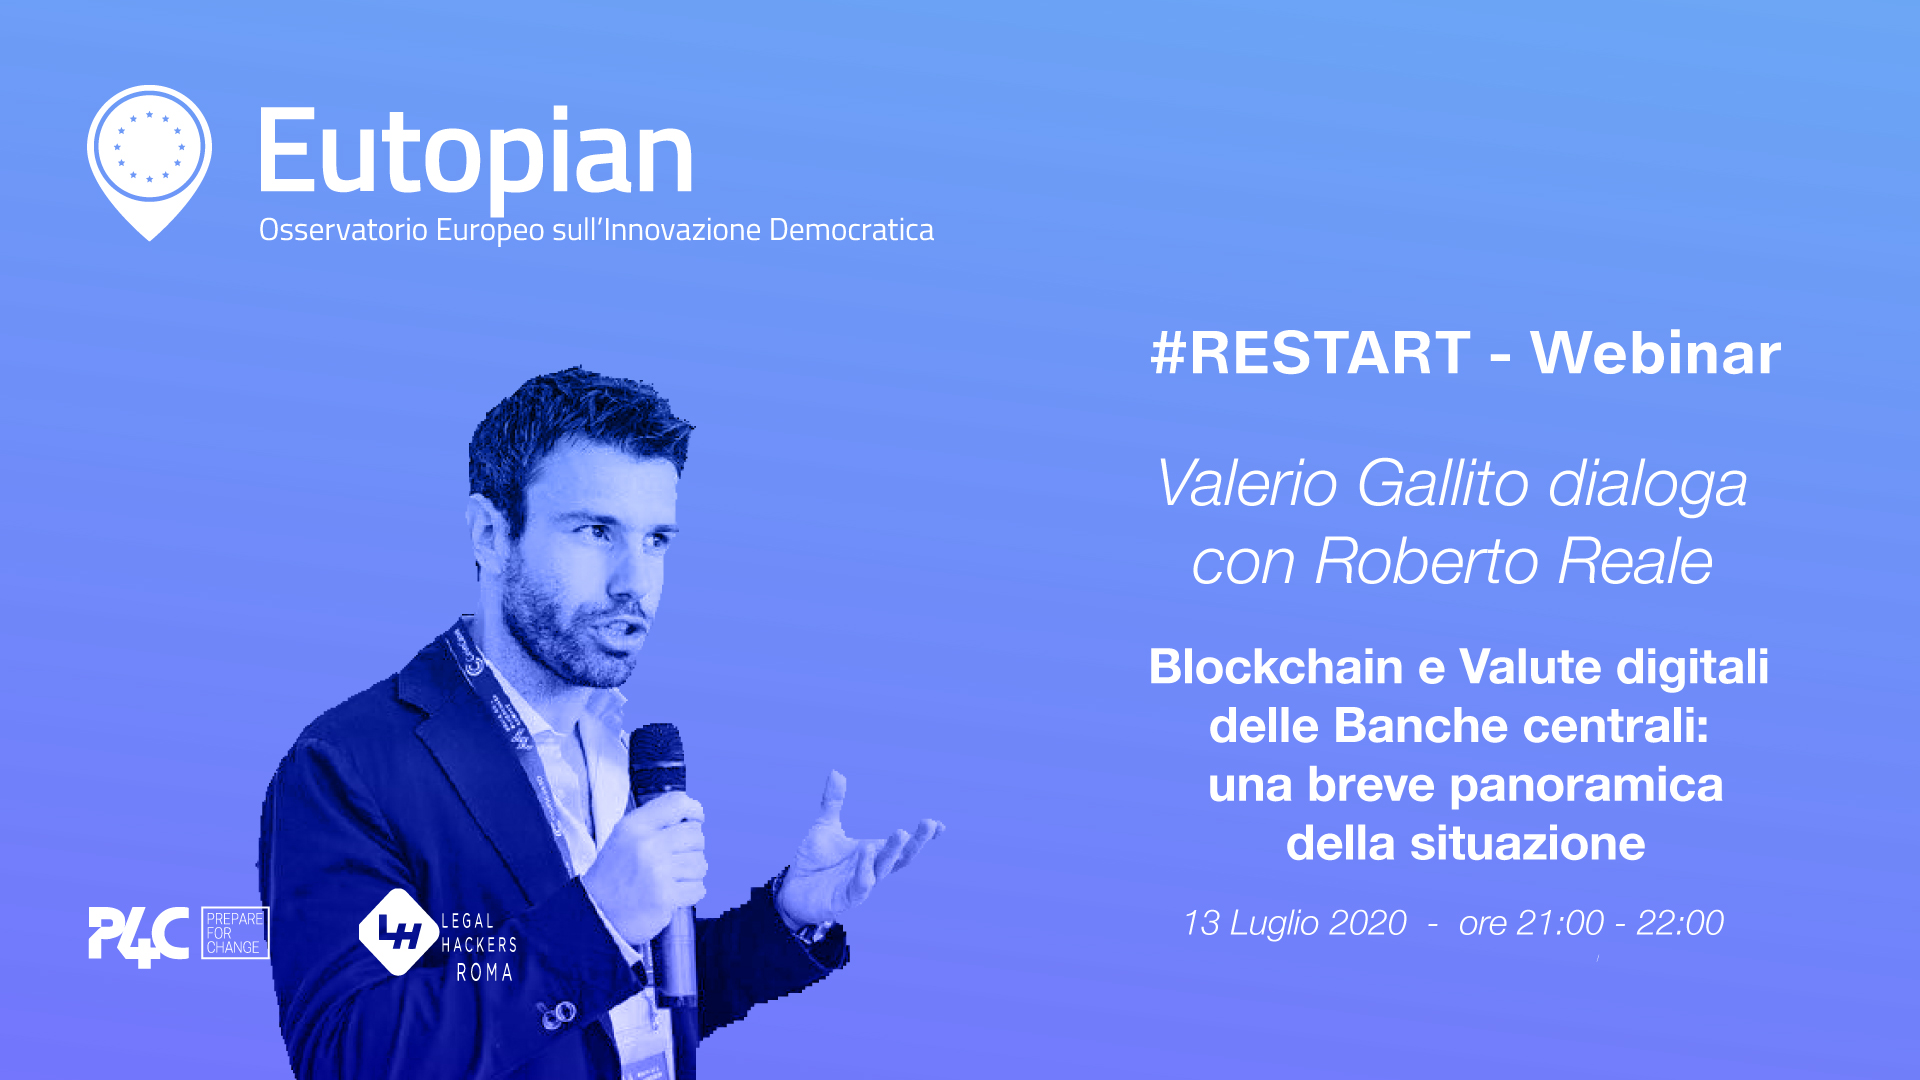 Eutopian
Osservatorio Europeo sull'Innovazione Democratica
#RESTART - Webinar
Valerio Gallito dialoga
con Roberto Reale
Blockchain e Valute digitali
delle Banche centrali:
una breve panoramica
della situazione
13 Luglio 2020 - ore 21:00 - 22:00
P4C
PREPARE
FOR
CHANGE
LH
LEGAL
HACKERS
ROMA